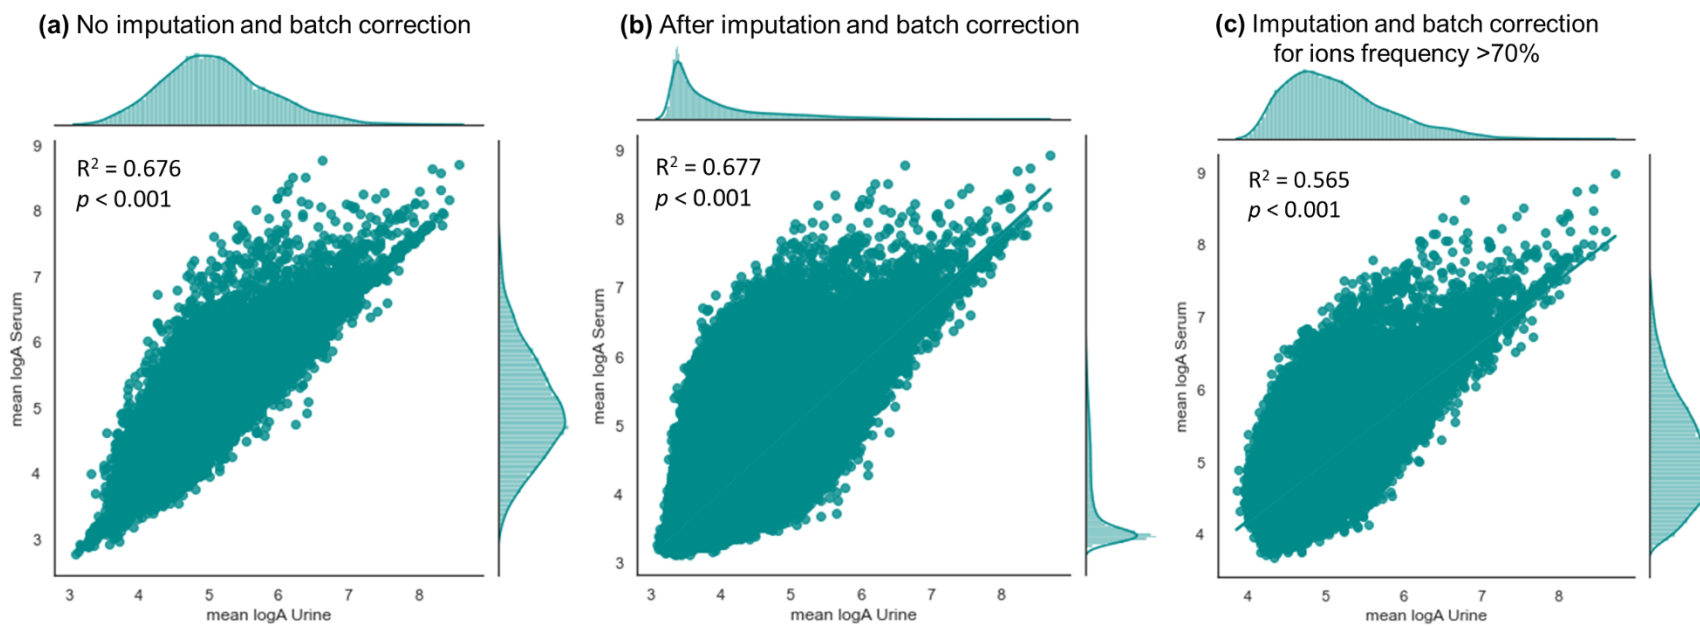 (a) No imputation and batch correction
R² = 0.676
p < 0.001
mean logA Serum
9
8
7
6
5
4
3
3 4 5 6 7 8
mean logA Urine
(b) After imputation and batch correction
R² = 0.677
p < 0.001
mean logA Serum
9
8
7
6
5
4
3
3 4 5 6 7 8
mean logA Urine
(c) Imputation and batch correction
for ions frequency >70%
R² = 0.565
p < 0.001
mean logA Serum
9
8
7
6
5
4
4 5 6 7 8
mean logA Urine